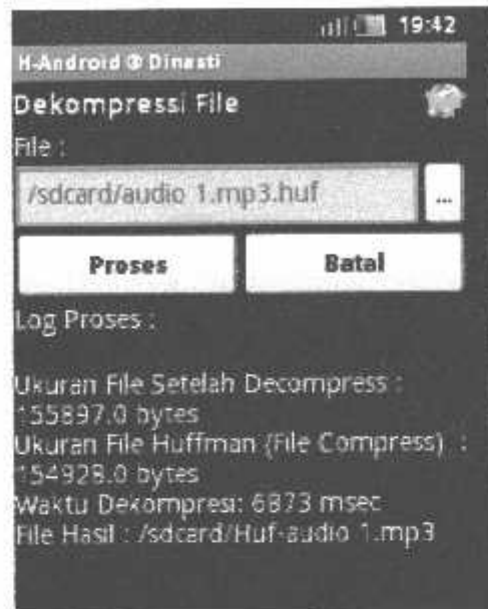 19:42
H-Android @ Dinasti
Dekompressi File
File :
/sdcard/audio 1.mp3.huf
...
Proses
Batal
Log Proses :
Ukuran File Setelah Decompress :
155897.0 bytes
Ukuran File Huffman (File Compress) :
154928.0 bytes
Waktu Dekompresi: 6873 msec
File Hasil : /sdcard/Huf-audio 1.mp3